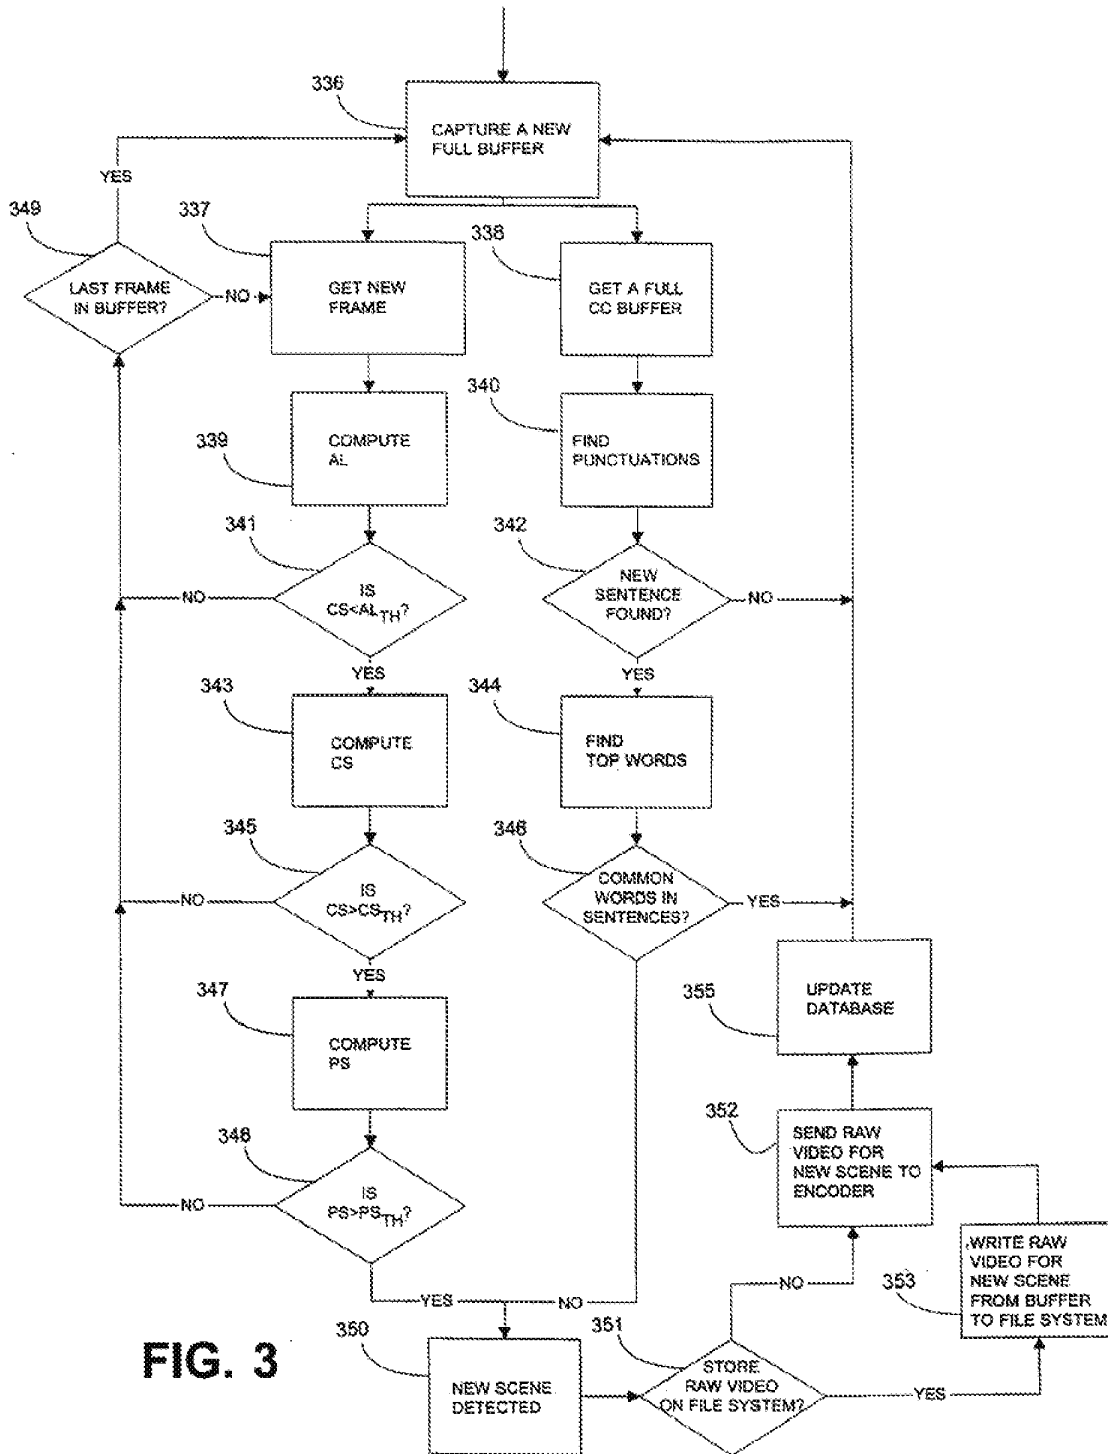 336
CAPTURE A NEW
FULL BUFFER
YES
349
LAST FRAME
IN BUFFER?
NO
337
GET NEW
FRAME
338
GET A FULL
CC BUFFER
339
COMPUTE
AL
340
FIND
PUNCTUATIONS
341
IS
CS<AL_TH?
NO
YES
342
NEW
SENTENCE
FOUND?
NO
YES
343
COMPUTE
CS
344
FIND
TOP WORDS
345
IS
CS>CS_TH?
NO
YES
346
COMMON
WORDS IN
SENTENCES?
YES
347
COMPUTE
PS
355
UPDATE
DATABASE
348
IS
PS>PS_TH?
NO
YES
NO
352
SEND RAW
VIDEO FOR
NEW SCENE TO
ENCODER
353
WRITE RAW
VIDEO FOR
NEW SCENE
FROM BUFFER
TO FILE SYSTEM
NO
350
NEW SCENE
DETECTED
351
STORE
RAW VIDEO
ON FILE SYSTEM?
YES
FIG. 3